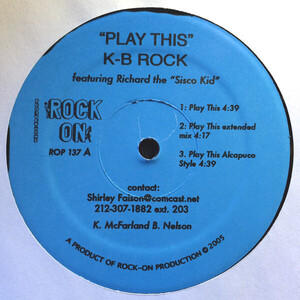 "PLAY THIS"
K-B ROCK
featuring Richard the "Sisco Kid"
ROCK
ON
ROP 137 A
1: Play This 4:39
2: Play This extended
mix 4:17
3. Play This Alcapuco
Style 4:39
contact:
Shirley Faison@comcast.net
212-307-1882 ext. 203
K. McFarland B. Nelson
A PRODUCT OF ROCK-ON PRODUCTION © 2005